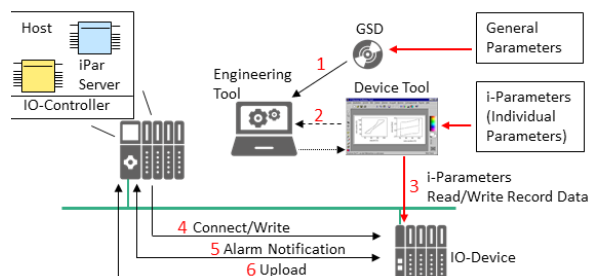 Host
iPar
Server
IO-Controller
GSD
General
Parameters
1
Engineering
Tool
Device Tool
2
i-Parameters
(Individual
Parameters)
3
i-Parameters
Read/Write Record Data
4 Connect/Write
5 Alarm Notification
6 Upload
IO-Device